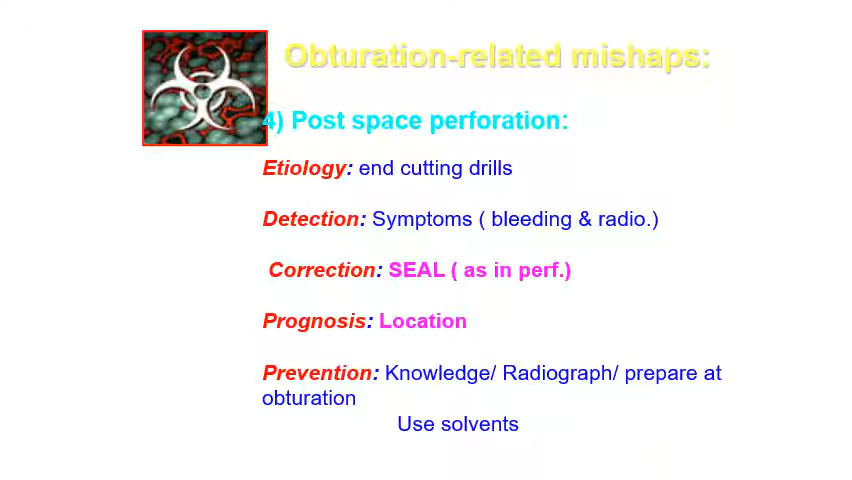 Obturation-related mishaps:
4) Post space perforation:
Etiology: end cutting drills
Detection: Symptoms ( bleeding & radio.)
Correction: SEAL ( as in perf.)
Prognosis: Location
Prevention: Knowledge/ Radiograph/ prepare at
obturation
Use solvents